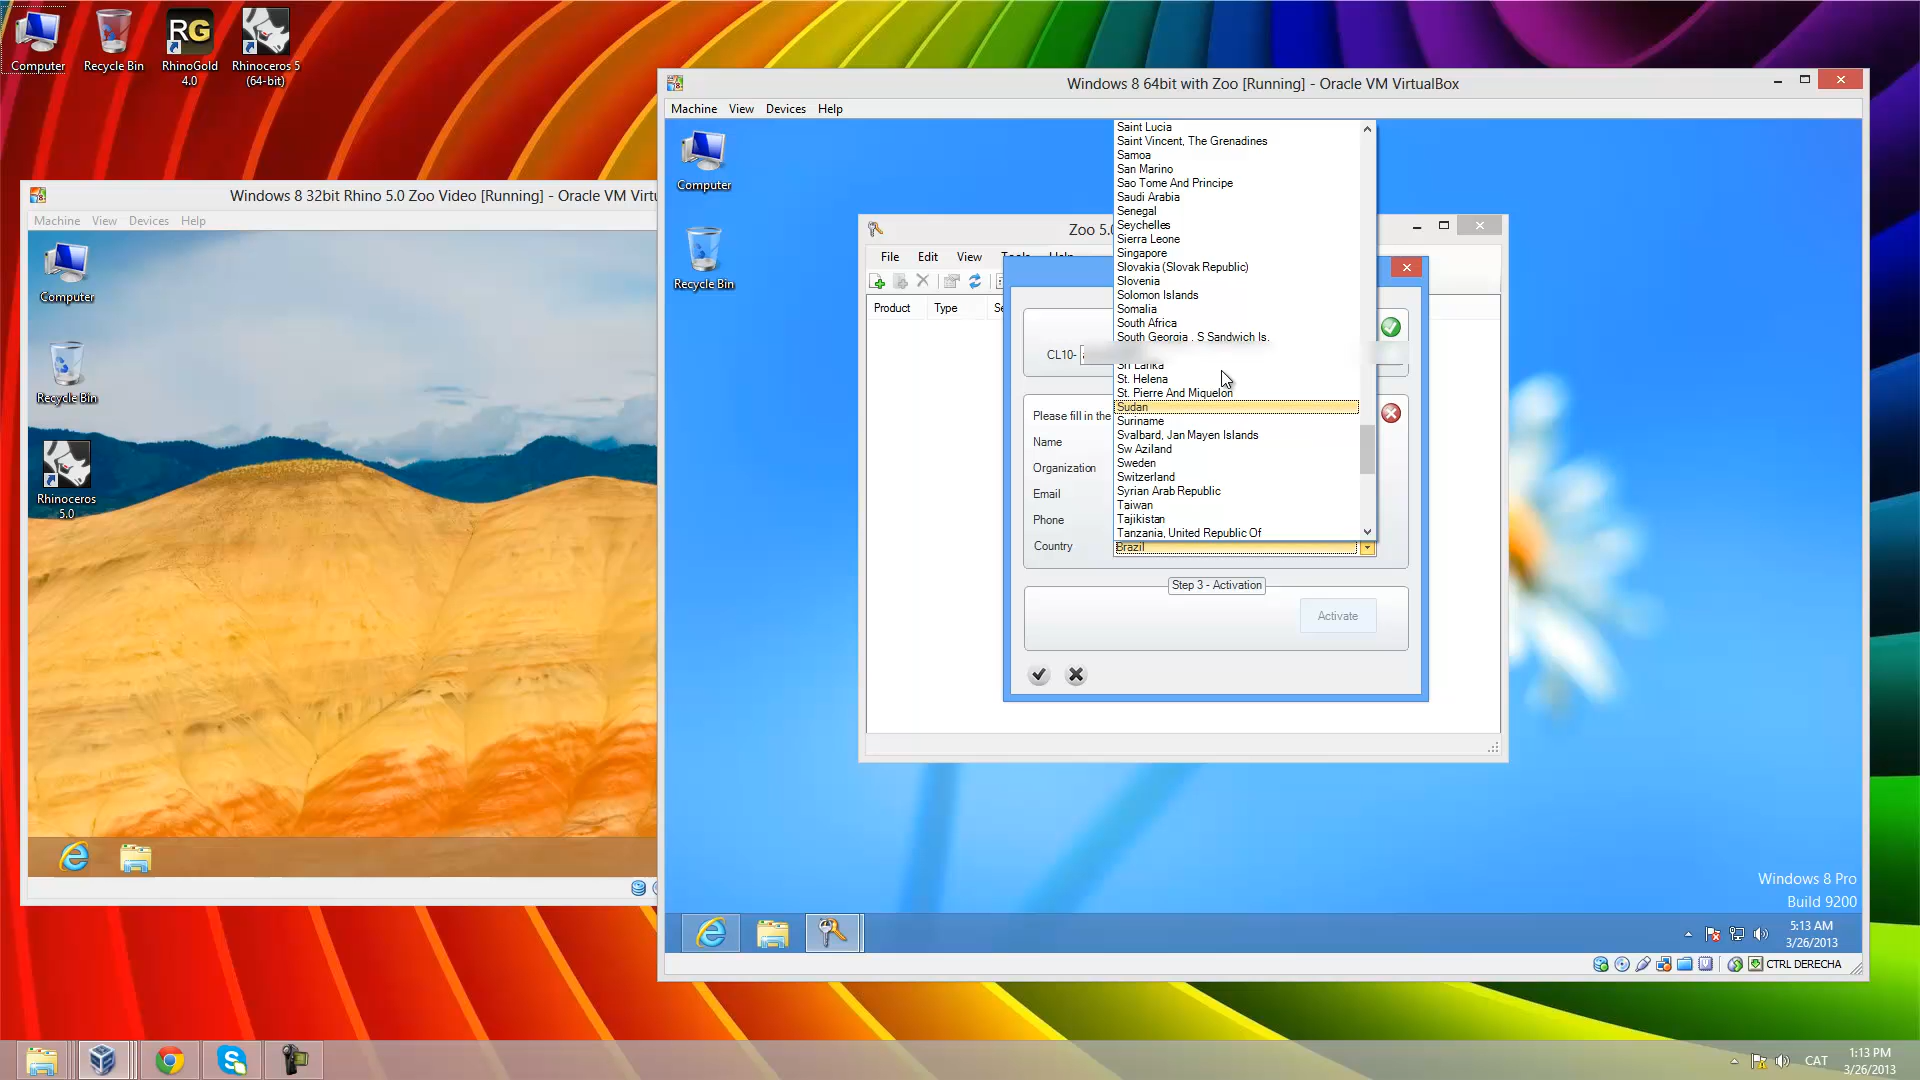 Computer
Recycle Bin
RhinoGold
4.0
Rhinoceros 5
(64-bit)
RG
Windows 8 32bit Rhino 5.0 Zoo Video [Running] - Oracle VM
Machine View Devices Help
Computer
Recycle Bin
Rhinoceros
5.0
Windows 8 64bit with Zoo [Running] - Oracle VM VirtualBox
Machine View Devices Help
Computer
Recycle Bin
Zoo 5.0
File Edit View Tools Help
Product Type
CL10-
Please fill in the
Name
Organization
Email
Phone
Country
Saint Lucia
Saint Vincent, The Grenadines
Samoa
San Marino
Sao Tome And Principe
Saudi Arabia
Senegal
Seychelles
Sierra Leone
Singapore
Slovakia (Slovak Republic)
Slovenia
Solomon Islands
Somalia
South Africa
South Georgia , S Sandwich Is.
Sri Lanka
St. Helena
St. Pierre And Miquelon
Sudan
Suriname
Svalbard, Jan Mayen Islands
Sw Aziland
Sweden
Switzerland
Syrian Arab Republic
Taiwan
Tajikistan
Tanzania, United Republic Of
Brazil
Step 3 - Activation
Activate
Windows 8 Pro
Build 9200
5:13 AM
3/26/2013
CTRL DERECHA
CAT
1:13 PM
3/26/2013